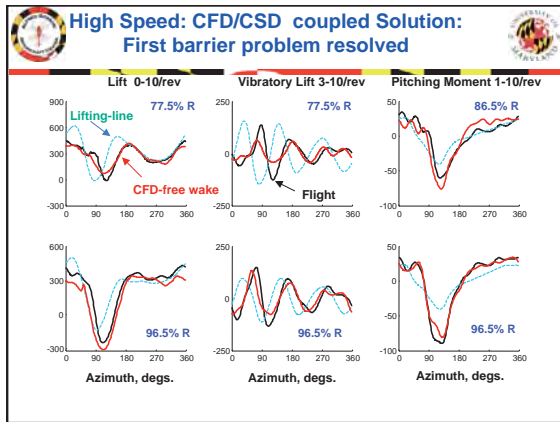 High Speed: CFD/CSD coupled Solution:
First barrier problem resolved
Lift 0-10/rev
Vibratory Lift 3-10/rev
Pitching Moment 1-10/rev
900
600
300
0
-300
0 90 180 270 360
77.5% R
Lifting-line
CFD-free wake
250
0
-250
0 90 180 270 360
77.5% R
Flight
50
0
-50
-100
0 90 180 270 360
86.5% R
600
300
0
-300
0 90 180 270 360
96.5% R
Azimuth, degs.
250
0
-250
0 90 180 270 360
96.5% R
Azimuth, degs.
50
0
-50
-100
0 90 180 270 360
96.5% R
Azimuth, degs.